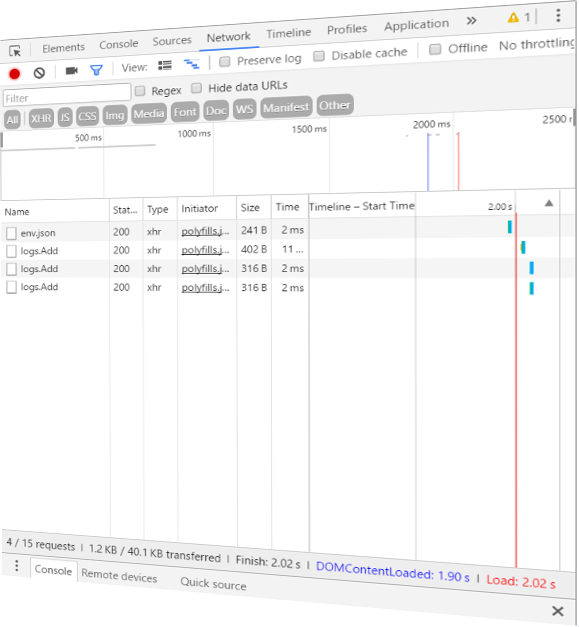 Elements Console Sources Network Timeline Profiles Application » 1
View: Preserve log Disable cache Offline No throttling
Filter Regex Hide data URLs
All XHR JS CSS Img Media Font Doc WS Manifest Other
500 ms 1000 ms 1500 ms 2000 ms 2500
Name Stat... Type Initiator Size Time Timeline – Start Time 2.00 s
env.json 200 xhr polyfills.j... 241 B 2 ms
logs.Add 200 xhr polyfills.j... 402 B 11 ...
logs.Add 200 xhr polyfills.j... 316 B 2 ms
logs.Add 200 xhr polyfills.j... 316 B 2 ms
4 / 15 requests | 1.2 KB / 40.1 KB transferred | Finish: 2.02 s | DOMContentLoaded: 1.90 s | Load: 2.02 s
Console Remote devices Quick source